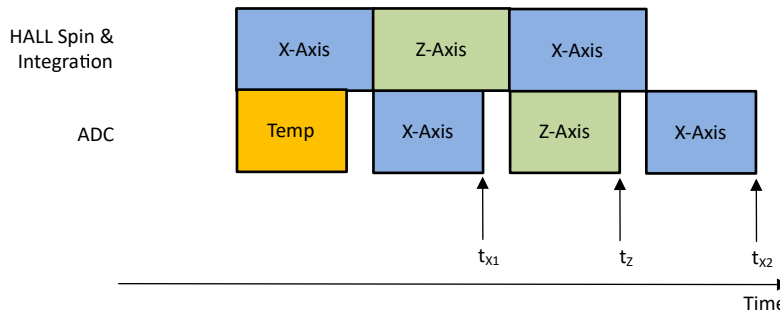 HALL Spin &
Integration
X-Axis
Z-Axis
X-Axis
ADC
Temp
X-Axis
Z-Axis
X-Axis
tX1
tZ
tX2
Time